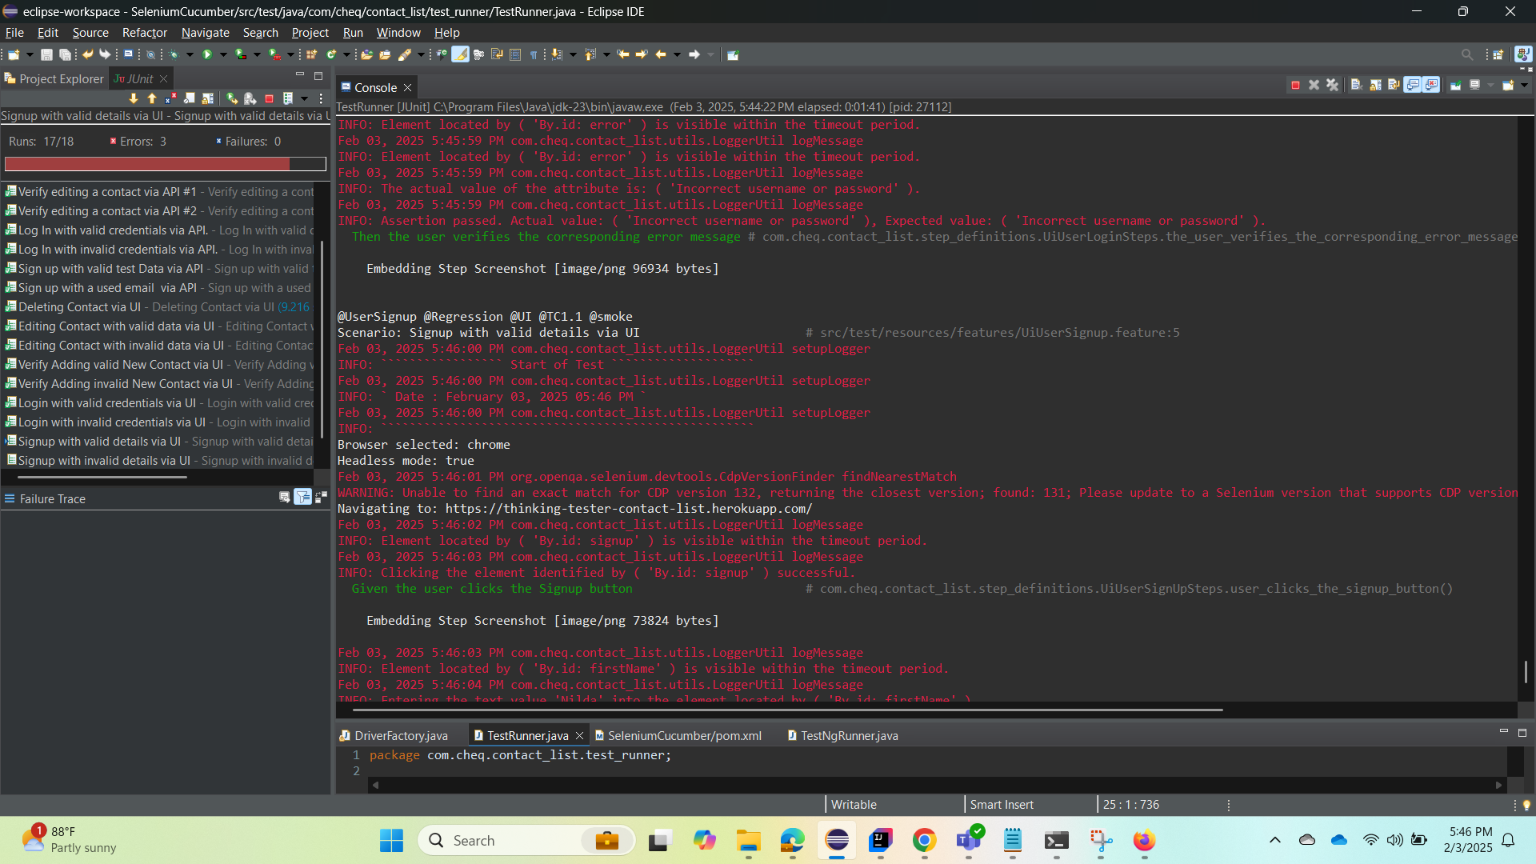 eclipse-workspace - SeleniumCucumber/src/test/java/com/cheq/contact_list/test_runner/TestRunner.java - Eclipse IDE
File Edit Source Refactor Navigate Search Project Run Window Help
Project Explorer JUnit
Signup with valid details via UI - Signup with valid details via U
Runs: 17/18 Errors: 3 Failures: 0
Verify editing a contact via API #1 - Verify editing a cont
Verify editing a contact via API #2 - Verify editing a cont
Log In with valid credentials via API. - Log In with valid c
Log In with invalid credentials via API. - Log In with inva
Sign up with valid test Data via API - Sign up with valid
Sign up with a used email via API - Sign up with a used
Deleting Contact via UI - Deleting Contact via UI (9.216
Editing Contact with valid data via UI - Editing Contact
Editing Contact with invalid data via UI - Editing Contac
Verify Adding valid New Contact via UI - Verify Adding v
Verify Adding invalid New Contact via UI - Verify Adding
Login with valid credentials via UI - Login with valid cre
Login with invalid credentials via UI - Login with invalid
Signup with valid details via UI - Signup with valid detai
Signup with invalid details via UI - Signup with invalid d
Failure Trace
Console
TestRunner [JUnit] C:\Program Files\Java\jdk-23\bin\javaw.exe (Feb 3, 2025, 5:44:22 PM elapsed: 0:01:41) [pid: 27112]
INFO: Element located by ( 'By.id: error' ) is visible within the timeout period.
Feb 03, 2025 5:45:59 PM com.cheq.contact_list.utils.LoggerUtil logMessage
INFO: Element located by ( 'By.id: error' ) is visible within the timeout period.
Feb 03, 2025 5:45:59 PM com.cheq.contact_list.utils.LoggerUtil logMessage
INFO: The actual value of the attribute is: ( 'Incorrect username or password' ).
Feb 03, 2025 5:45:59 PM com.cheq.contact_list.utils.LoggerUtil logMessage
INFO: Assertion passed. Actual value: ( 'Incorrect username or password' ), Expected value: ( 'Incorrect username or password' ).
Then the user verifies the corresponding error message # com.cheq.contact_list.step_definitions.UiUserLoginSteps.the_user_verifies_the_corresponding_error_message
Embedding Step Screenshot [image/png 96934 bytes]
@UserSignup @Regression @UI @TC1.1 @smoke
Scenario: Signup with valid details via UI # src/test/resources/features/UiUserSignup.feature:5
Feb 03, 2025 5:46:00 PM com.cheq.contact_list.utils.LoggerUtil setupLogger
INFO: ````````````````` Start of Test ````````````````````
Feb 03, 2025 5:46:00 PM com.cheq.contact_list.utils.LoggerUtil setupLogger
INFO: ` Date : February 03, 2025 05:46 PM `
Feb 03, 2025 5:46:00 PM com.cheq.contact_list.utils.LoggerUtil setupLogger
INFO: ````````````````````````````````````````````````````
Browser selected: chrome
Headless mode: true
Feb 03, 2025 5:46:01 PM org.openqa.selenium.devtools.CdpVersionFinder findNearestMatch
WARNING: Unable to find an exact match for CDP version 132, returning the closest version; found: 131; Please update to a Selenium version that supports CDP version
Navigating to: https://thinking-tester-contact-list.herokuapp.com/
Feb 03, 2025 5:46:02 PM com.cheq.contact_list.utils.LoggerUtil logMessage
INFO: Element located by ( 'By.id: signup' ) is visible within the timeout period.
Feb 03, 2025 5:46:03 PM com.cheq.contact_list.utils.LoggerUtil logMessage
INFO: Clicking the element identified by ( 'By.id: signup' ) successful.
Given the user clicks the Signup button # com.cheq.contact_list.step_definitions.UiUserSignUpSteps.user_clicks_the_signup_button()
Embedding Step Screenshot [image/png 73824 bytes]
Feb 03, 2025 5:46:03 PM com.cheq.contact_list.utils.LoggerUtil logMessage
INFO: Element located by ( 'By.id: firstName' ) is visible within the timeout period.
Feb 03, 2025 5:46:04 PM com.cheq.contact_list.utils.LoggerUtil logMessage
INFO: Entering the text value 'Nilda' into the element located by ( 'By.id: firstName' )
DriverFactory.java TestRunner.java SeleniumCucumber/pom.xml TestNgRunner.java
1 package com.cheq.contact_list.test_runner;
2
Writable Smart Insert 25 : 1 : 736
1 88°F
Partly sunny
Search
5:46 PM
2/3/2025